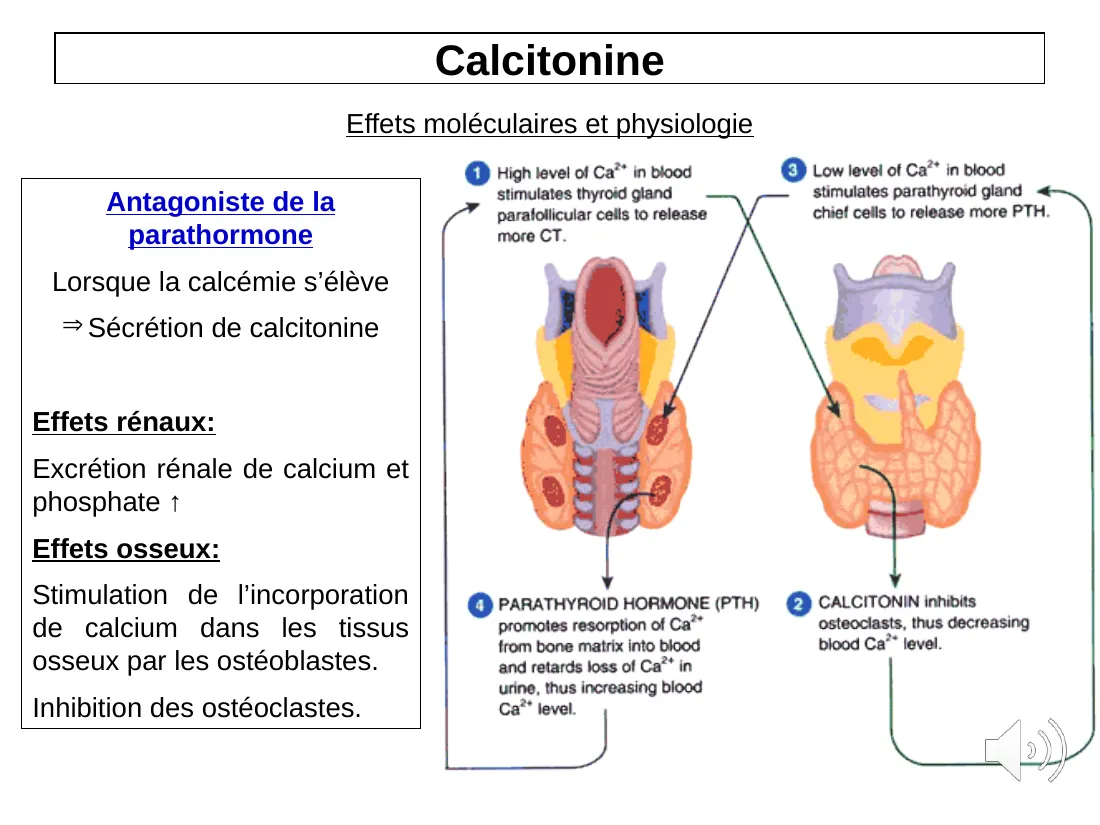 Calcitonine
Effets moléculaires et physiologie
Antagoniste de la
parathormone
Lorsque la calcémie s’élève
⇒ Sécrétion de calcitonine
Effets rénaux:
Excrétion rénale de calcium et
phosphate ↑
Effets osseux:
Stimulation de l’incorporation
de calcium dans les tissus
osseux par les ostéoblastes.
Inhibition des ostéoclastes.
1 High level of Ca²⁺ in blood
stimulates thyroid gland
parafollicular cells to release
more CT.
3 Low level of Ca²⁺ in blood
stimulates parathyroid gland
chief cells to release more PTH.
4 PARATHYROID HORMONE (PTH)
promotes resorption of Ca²⁺
from bone matrix into blood
and retards loss of Ca²⁺ in
urine, thus increasing blood
Ca²⁺ level.
2 CALCITONIN inhibits
osteoclasts, thus decreasing
blood Ca²⁺ level.